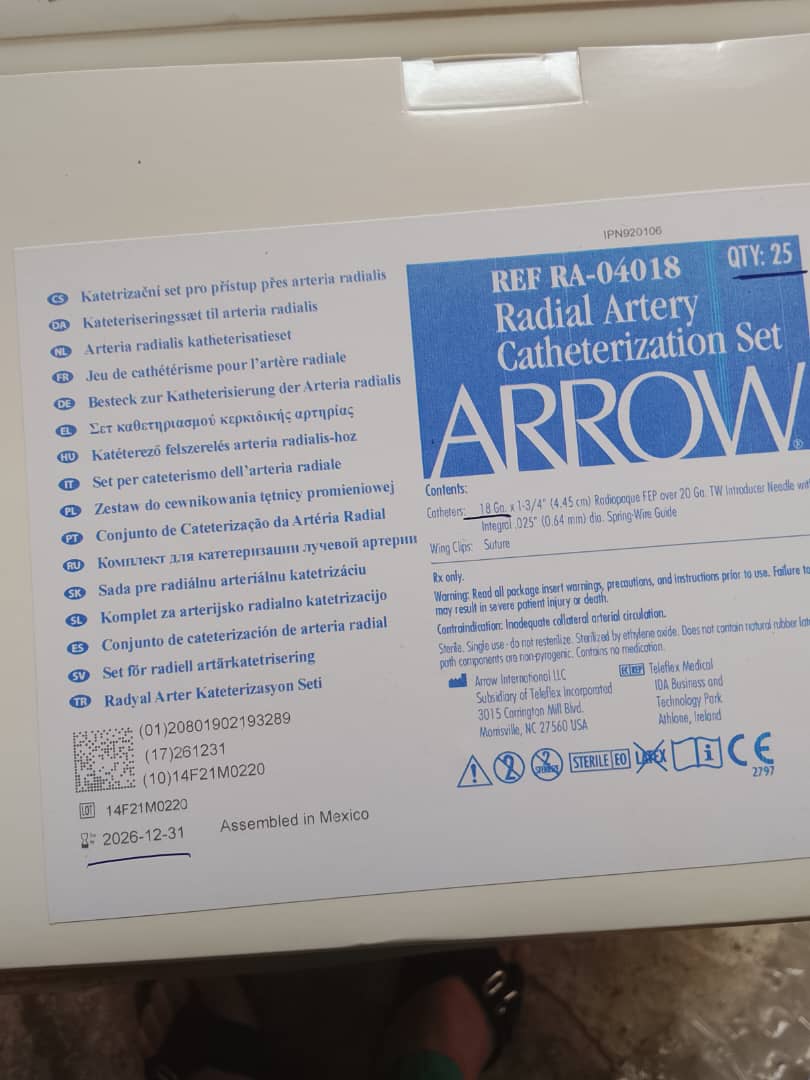 IPN920106
CS Katetrizační set pro přístup přes arteria radialis
DA Kateteriseringssæt til arteria radialis
NL Arteria radialis katheterisatieset
FR Jeu de cathétérisme pour l'artère radiale
DE Besteck zur Katheterisierung der Arteria radialis
EL Σετ καθετηριασμού κερκιδικής αρτηρίας
HU Katéterező felszerelés arteria radialis-hoz
IT Set per cateterismo dell'arteria radiale
PL Zestaw do cewnikowania tętnicy promieniowej
PT Conjunto de Cateterização da Artéria Radial
RU Комплект для катетеризации лучевой артерии
SK Sada pre radiálnu arteriálnu katetrizáciu
SL Komplet za arterijsko radialno katetrizacijo
ES Conjunto de cateterización de arteria radial
SV Set för radiell artärkatetrisering
TR Radyal Arter Kateterizasyon Seti
(01)20801902193289
(17)261231
(10)14F21M0220
LOT 14F21M0220
2026-12-31
Assembled in Mexico
QTY: 25
REF RA-04018
Radial Artery
Catheterization Set
ARROW®
Contents:
Catheters: 18 Ga. x 1-3/4" (4.45 cm) Radiopaque FEP over 20 Ga. TW Introducer Needle
Integral .025" (0.64 mm) dia. Spring-Wire Guide
Wing Clips: Suture
Rx only.
Warning: Read all package insert warnings, precautions, and instructions prior to use. Failure to
may result in severe patient injury or death.
Contraindication: Inadequate collateral arterial circulation.
Sterile. Single use - do not resterilize. Sterilized by ethylene oxide. Does not contain natural rubber
path components are non-pyrogenic. Contains no medication.
Arrow International LLC
Subsidiary of Teleflex Incorporated
3015 Carrington Mill Blvd.
Morrisville, NC 27560 USA
EC REP Teleflex Medical
IDA Business and
Technology Park
Athlone, Ireland
STERILE EO LATEX CE
2797